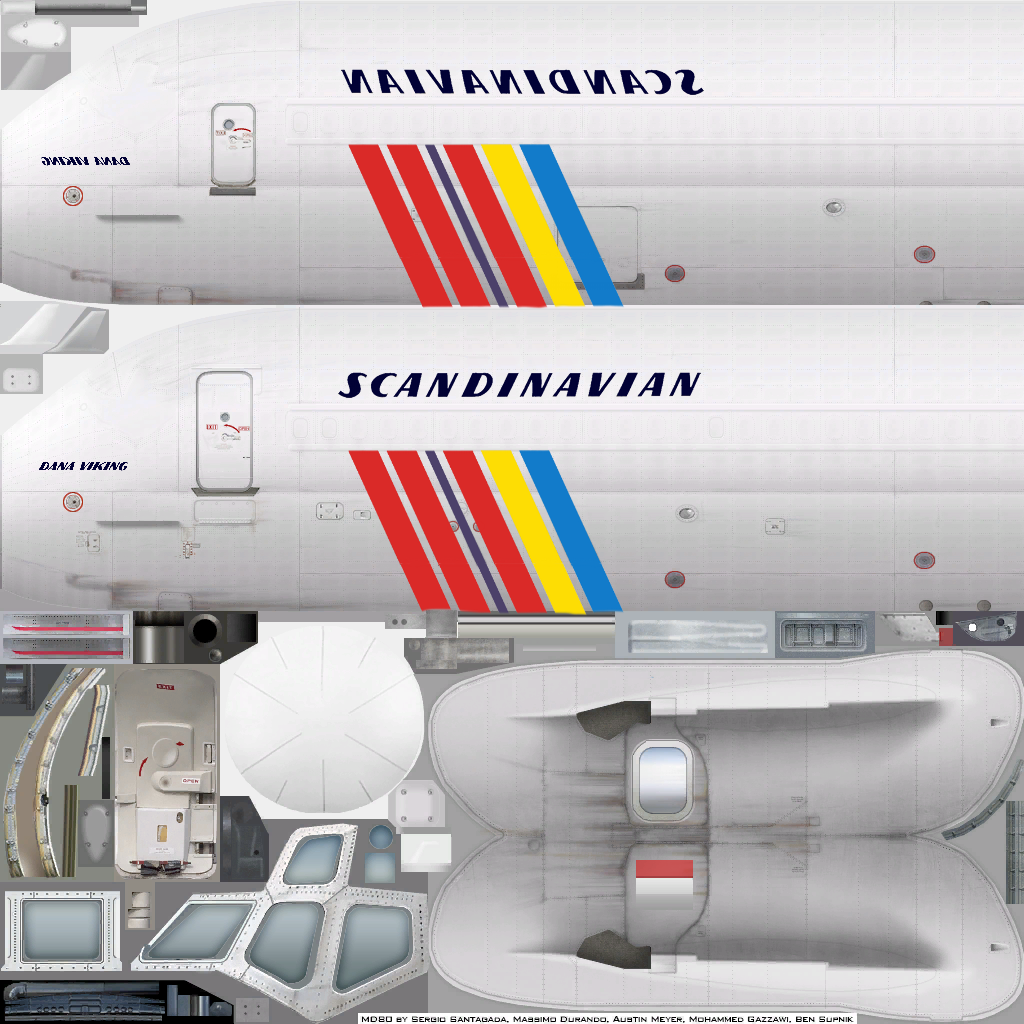 SCANDINAVIAN
DANA VIKING
SCANDINAVIAN
EXIT
DANA VIKING
EXIT
OPEN
MD80 BY SERGIO SANTAGADA, MASSIMO DURANDO, AUSTIN MEYER, MOHAMMED GAZZAWI, BEN SUPNIK